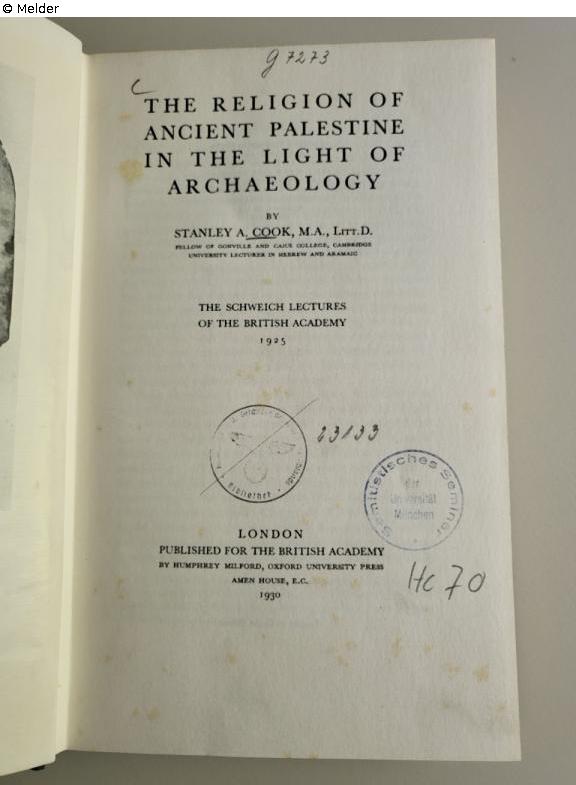 © Melder
g 7273
THE RELIGION OF
ANCIENT PALESTINE
IN THE LIGHT OF
ARCHAEOLOGY
BY
STANLEY A. COOK, M.A., LITT.D.
FELLOW OF GONVILLE AND CAIUS COLLEGE, CAMBRIDGE
UNIVERSITY LECTURER IN HEBREW AND ARAMAIC
THE SCHWEICH LECTURES
OF THE BRITISH ACADEMY
1925
23133
Bibliothek
Semitistisches Seminar
der
Universität
München
LONDON
PUBLISHED FOR THE BRITISH ACADEMY
BY HUMPHREY MILFORD, OXFORD UNIVERSITY PRESS
AMEN HOUSE, E.C.
1930
Hc 70